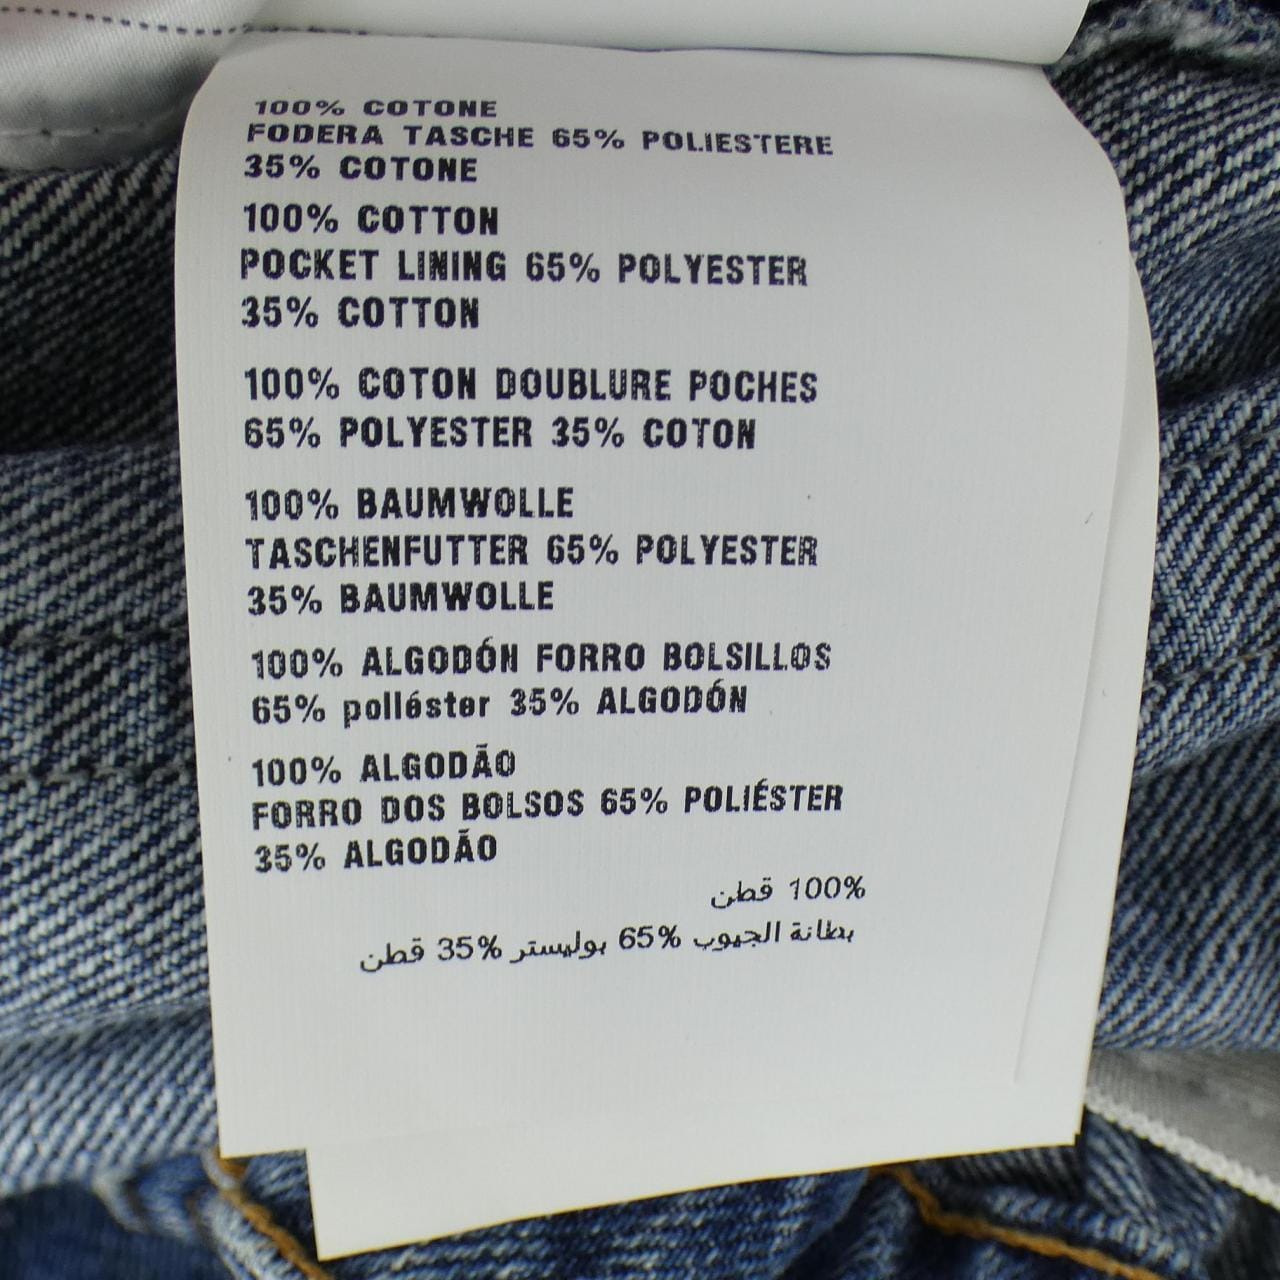 100% COTONE
FODERA TASCHE 65% POLIESTERE
35% COTONE
100% COTTON
POCKET LINING 65% POLYESTER
35% COTTON
100% COTON DOUBLURE POCHES
65% POLYESTER 35% COTON
100% BAUMWOLLE
TASCHENFUTTER 65% POLYESTER
35% BAUMWOLLE
100% ALGODÓN FORRO BOLSILLOS
65% poliéster 35% ALGODÓN
100% ALGODÃO
FORRO DOS BOLSOS 65% POLIÉSTER
35% ALGODÃO
100% قطن
بطانة الجيوب 65% بوليستر 35% قطن